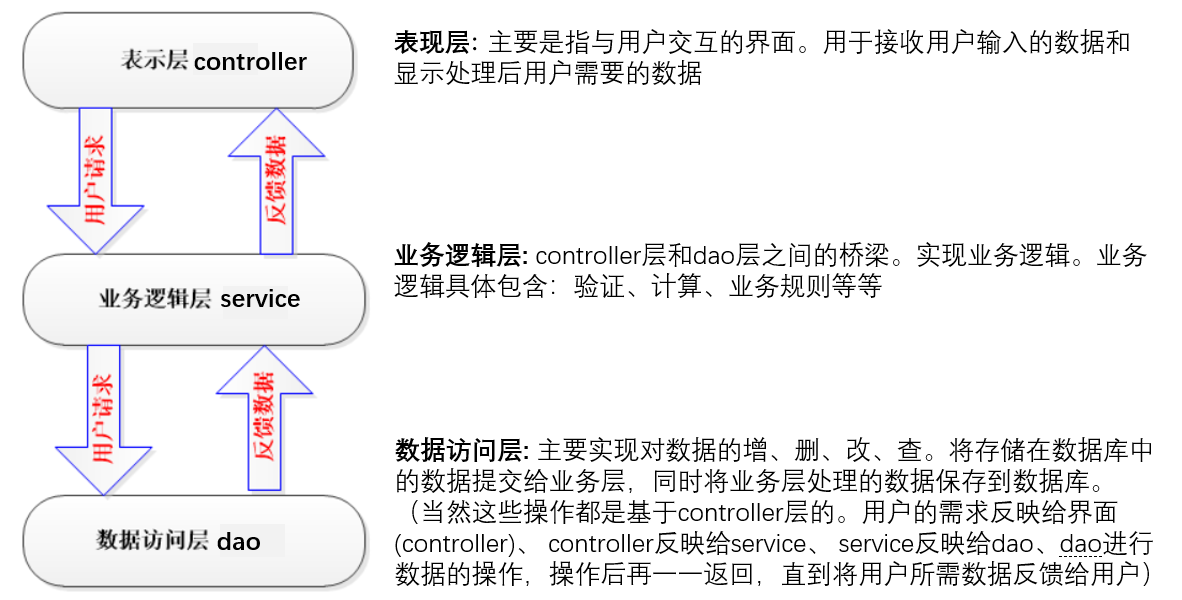 表示层 controller
表现层: 主要是指与用户交互的界面。用于接收用户输入的数据和
显示处理后用户需要的数据
用户请求
反馈数据
业务逻辑层 service
业务逻辑层: controller层和dao层之间的桥梁。实现业务逻辑。业务
逻辑具体包含：验证、计算、业务规则等等
用户请求
反馈数据
数据访问层 dao
数据访问层: 主要实现对数据的增、删、改、查。将存储在数据库中
的数据提交给业务层，同时将业务层处理的数据保存到数据库。
（当然这些操作都是基于controller层的。用户的需求反映给界面
(controller)、 controller反映给service、 service反映给dao、dao进行
数据的操作，操作后再一一返回，直到将用户所需数据反馈给用户）